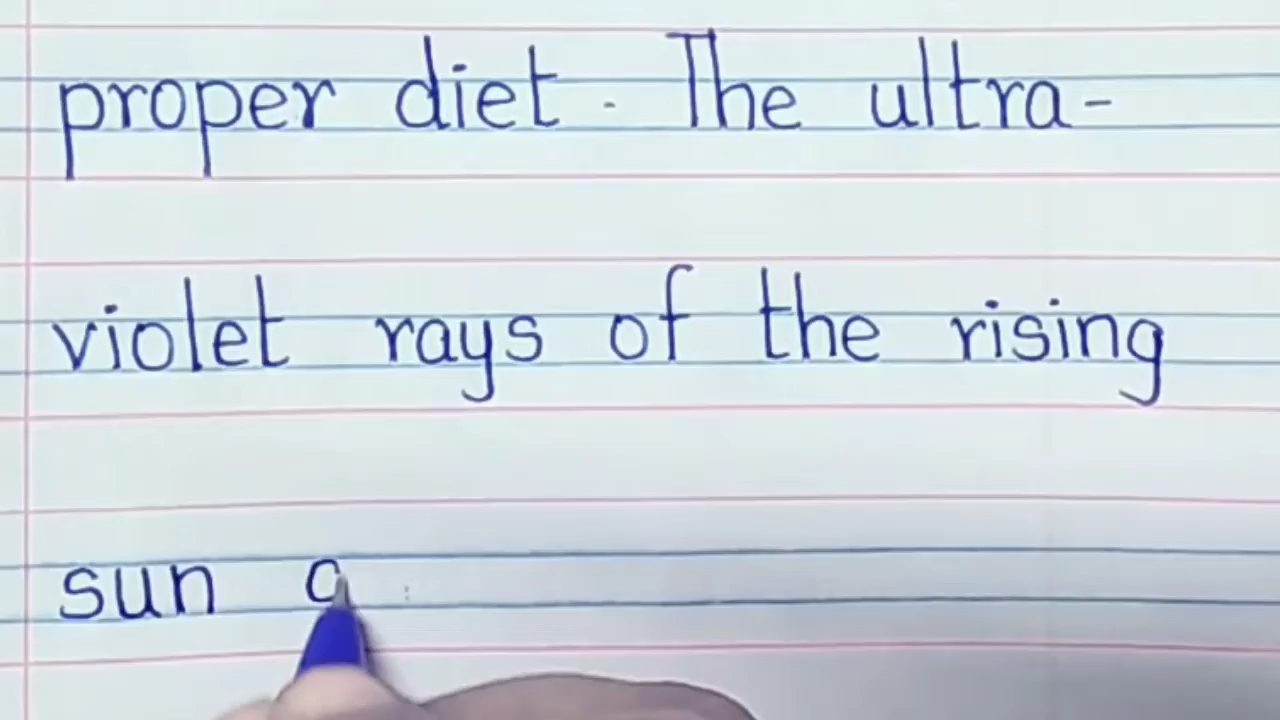 proper diet. The ultra-
violet rays of the rising
sun